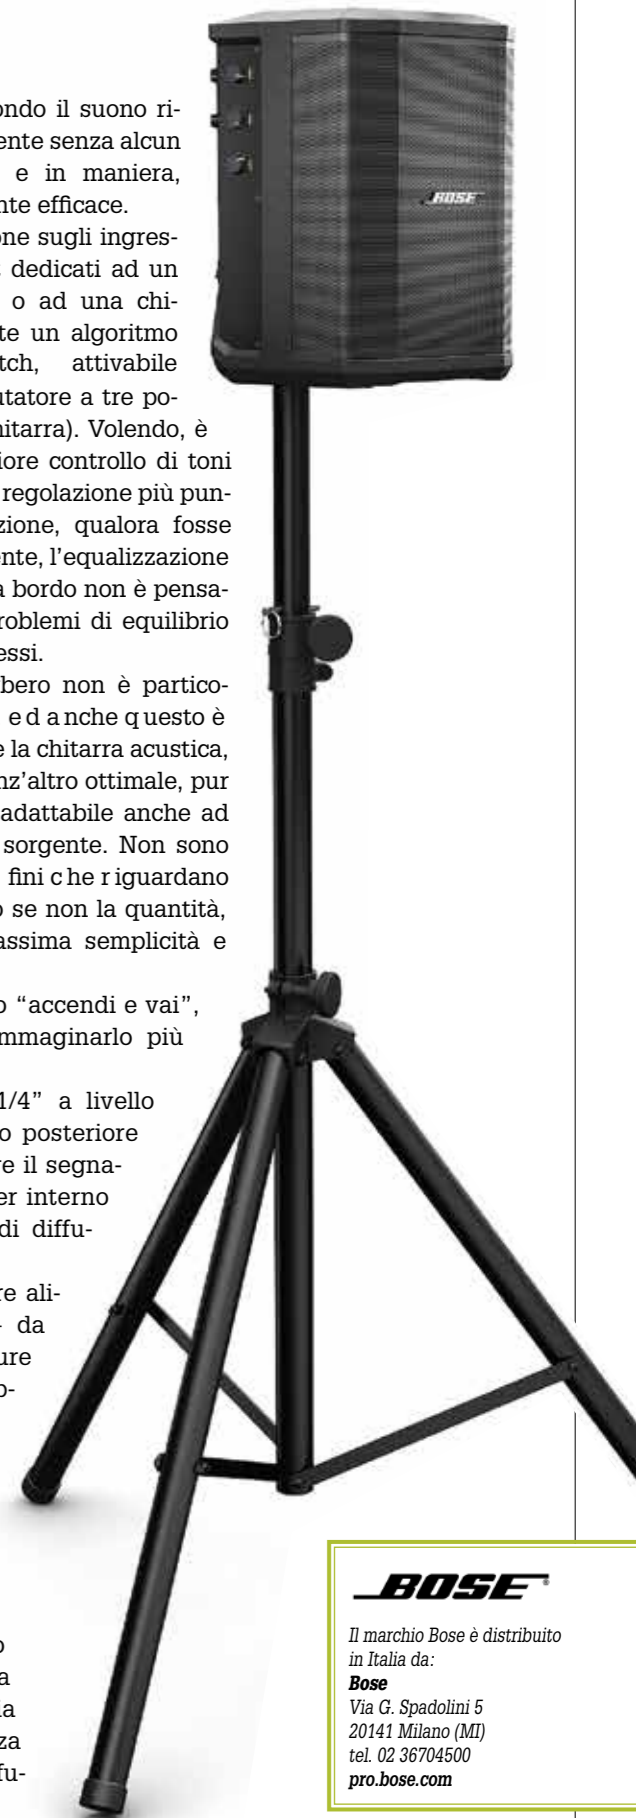 ondo il suono ri-
ente senza alcun
e in maniera,
nte efficace.
one sugli ingres-
dedicati ad un
o ad una chi-
te un algoritmo
tch, attivabile
utatore a tre po-
hitarra). Volendo, è
iore controllo di toni
regolazione più pun-
zione, qualora fosse
ente, l'equalizzazione
a bordo non è pensa-
roblemi di equilibrio
essi.
bero non è partico-
ed anche questo è
e la chitarra acustica,
nz'altro ottimale, pur
adattabile anche ad
sorgente. Non sono
fini che riguardano
o se non la quantità,
assima semplicità e
o “accendi e vai”,
mmaginarlo più
1/4” a livello
o posteriore
e il segna-
er interno
di diffu-
re ali-
da
ure
o-
o
a
la
za
fu-
BOSE
BOSE
Il marchio Bose è distribuito
in Italia da:
Bose
Via G. Spadolini 5
20141 Milano (MI)
tel. 02 36704500
pro.bose.com